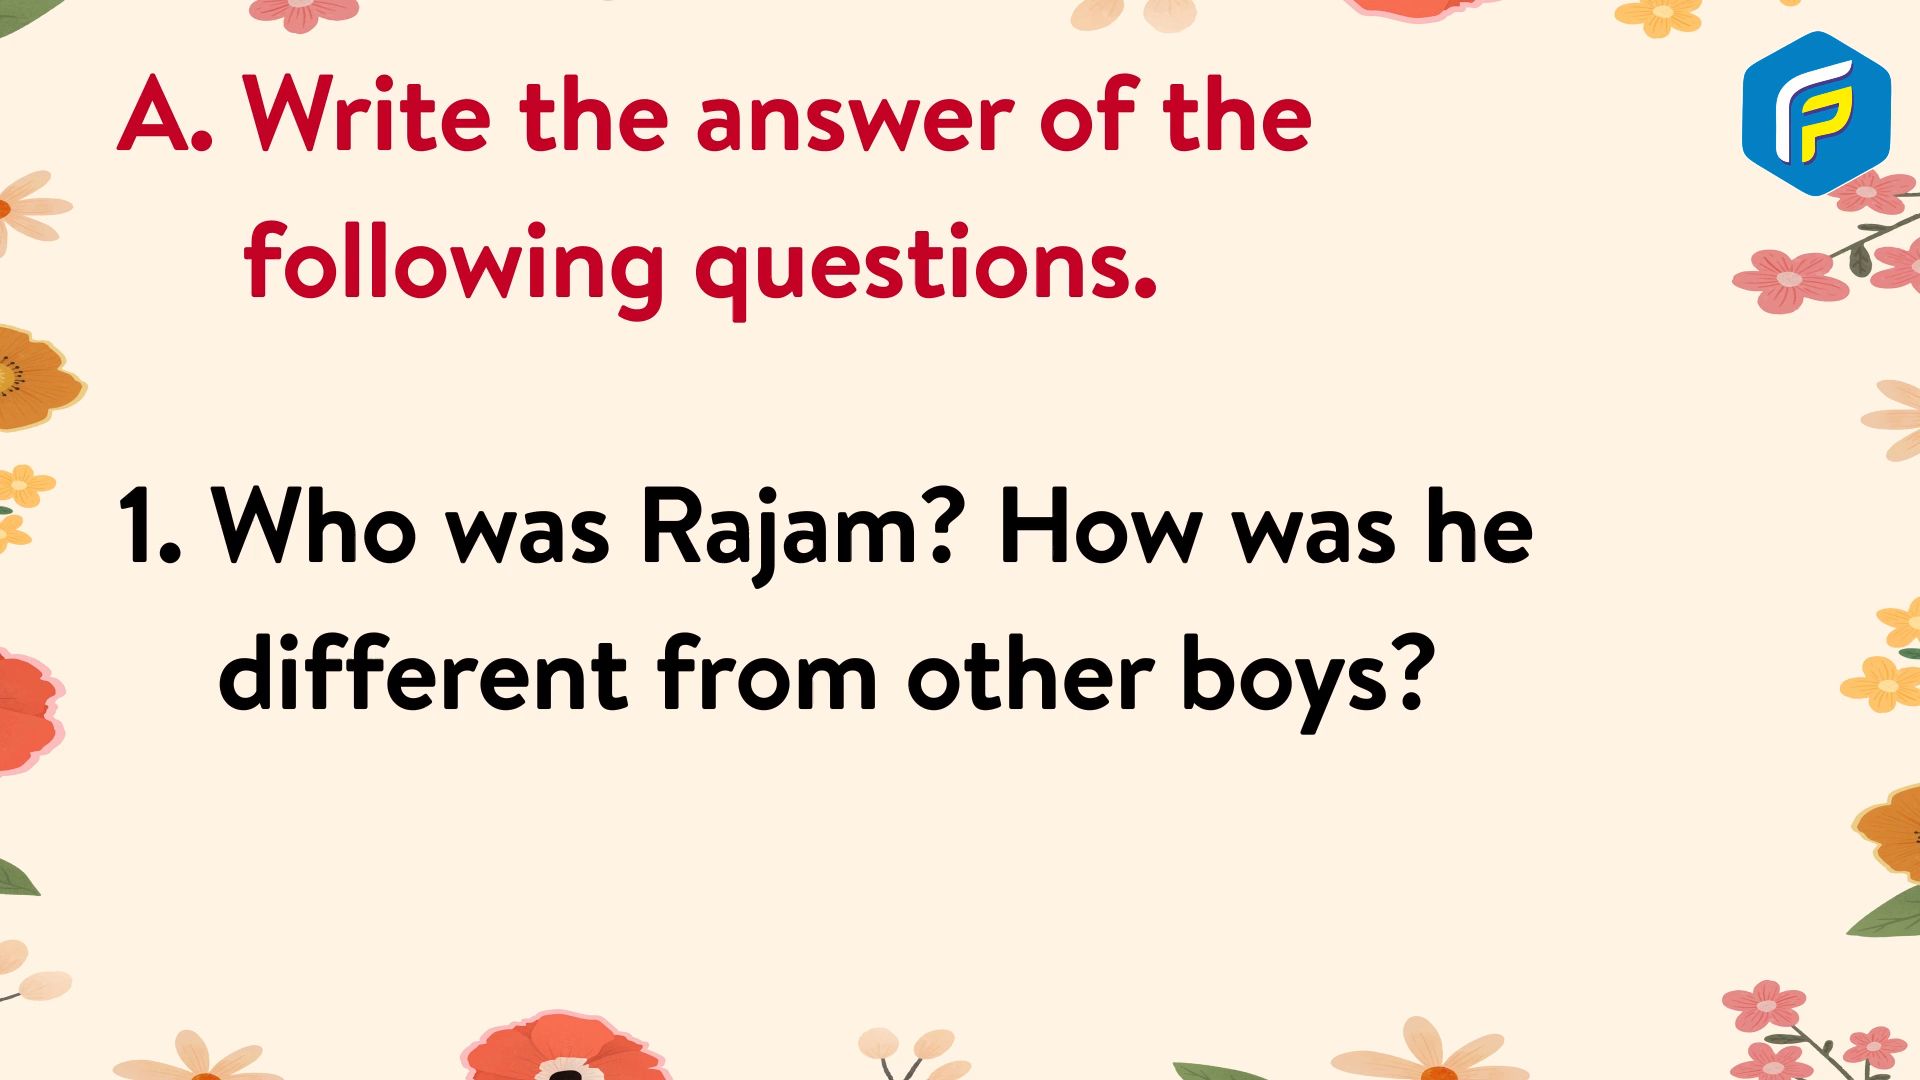 A. Write the answer of the
following questions.
1. Who was Rajam? How was he
different from other boys?